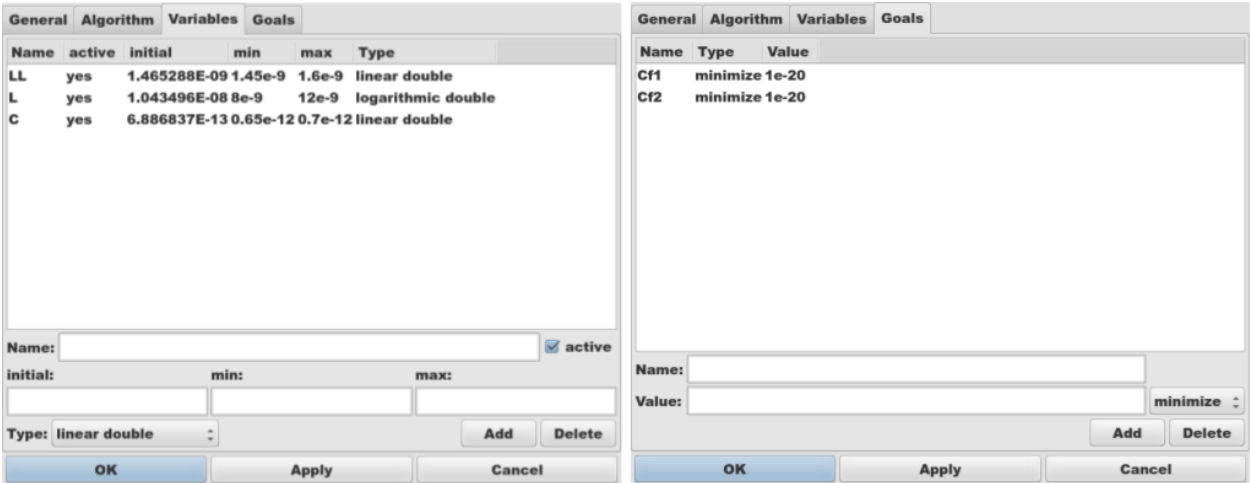 General Algorithm Variables Goals
Name active initial min max Type
LL yes 1.465288E-09 1.45e-9 1.6e-9 linear double
L yes 1.043496E-08 8e-9 12e-9 logarithmic double
C yes 6.886837E-13 0.65e-12 0.7e-12 linear double
Name: active
initial: min: max:
Type: linear double Add Delete
OK Apply Cancel
General Algorithm Variables Goals
Name Type Value
Cf1 minimize 1e-20
Cf2 minimize 1e-20
Name:
Value: minimize
Add Delete
OK Apply Cancel